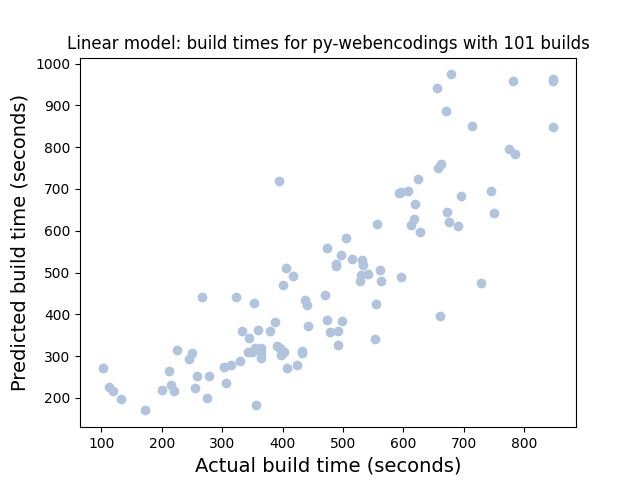 Linear model: build times for py-webencodings with 101 builds
1000
900
800
700
600
500
400
300
200
Predicted build time (seconds)
100 200 300 400 500 600 700 800
Actual build time (seconds)